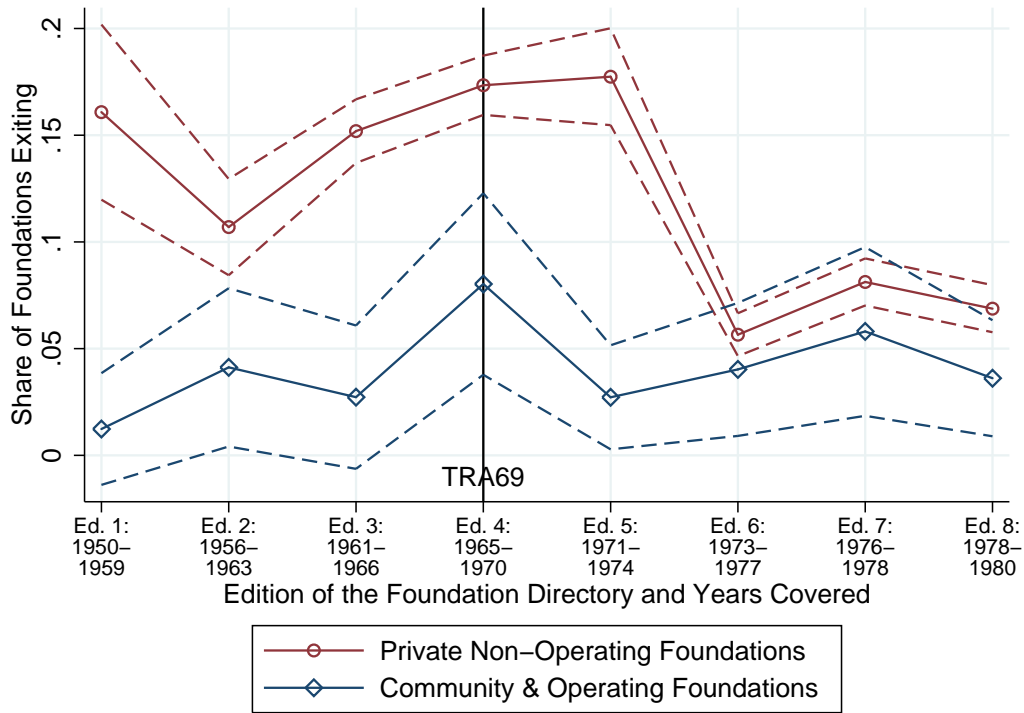 Share of Foundations Exiting
.2
.15
.1
.05
0
TRA69
Ed. 1:
1950–
1959
Ed. 2:
1956–
1963
Ed. 3:
1961–
1966
Ed. 4:
1965–
1970
Ed. 5:
1971–
1974
Ed. 6:
1973–
1977
Ed. 7:
1976–
1978
Ed. 8:
1978–
1980
Edition of the Foundation Directory and Years Covered
Private Non−Operating Foundations
Community & Operating Foundations